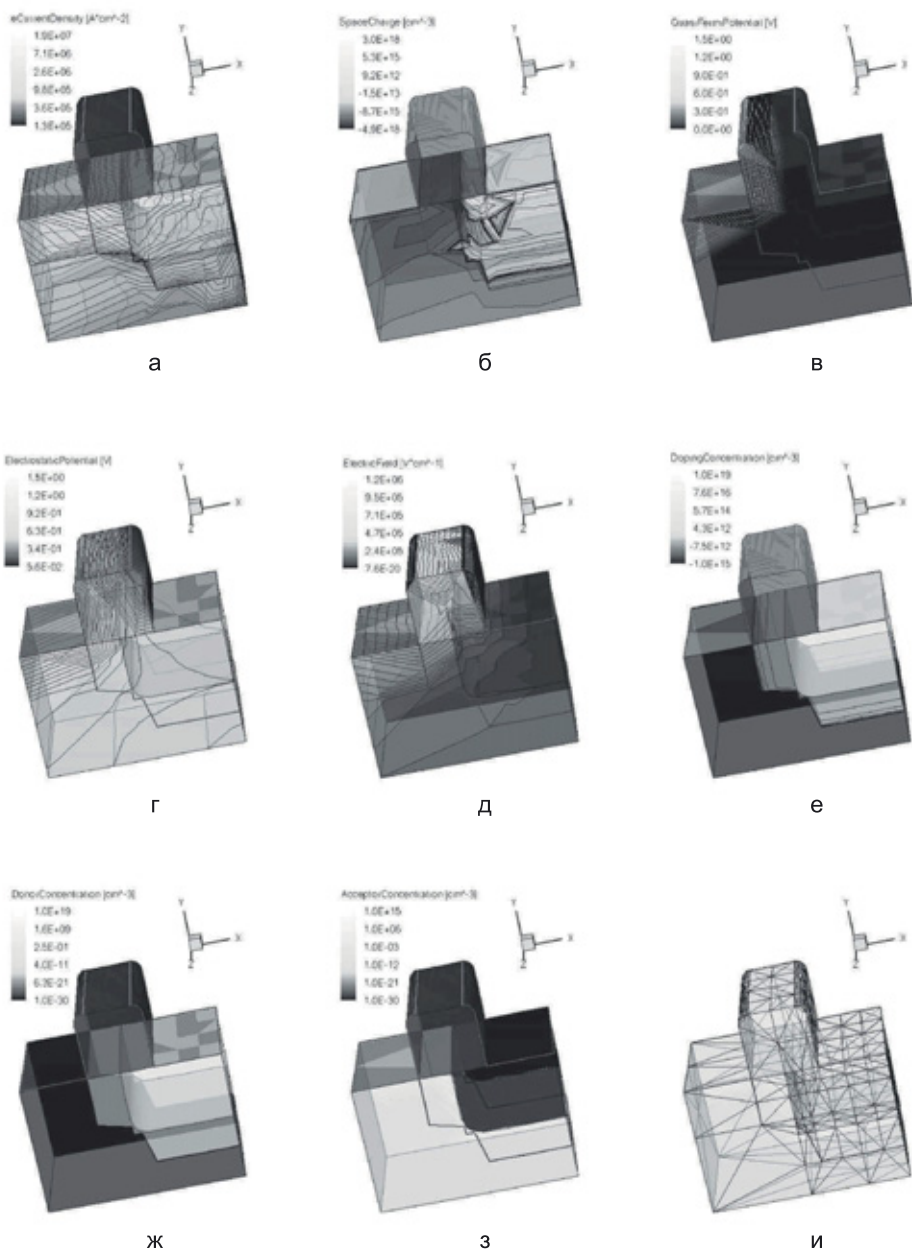 eCurrentDensity [A*cm^-2]
1.9E+07
7.1E+06
2.6E+06
9.8E+05
3.6E+05
1.3E+05
Y
X
Z
а
SpaceCharge [cm^-3]
3.0E+18
5.3E+15
9.2E+12
-1.5E+13
-8.7E+15
-4.9E+18
Y
X
Z
б
QuasiFermiPotential [V]
1.5E+00
1.2E+00
9.0E-01
6.0E-01
3.0E-01
0.0E+00
Y
X
Z
в
ElectrostaticPotential [V]
1.5E+00
1.2E+00
9.2E-01
6.3E-01
3.4E-01
5.6E-02
Y
X
Z
г
ElectricField [V*cm^-1]
1.2E+06
9.5E+05
7.1E+05
4.7E+05
2.4E+05
7.6E-20
Y
X
Z
д
DopingConcentration [cm^-3]
1.0E+19
7.6E+16
5.7E+14
4.3E+12
-7.5E+12
-1.0E+15
Y
X
Z
е
DonorConcentration [cm^-3]
1.0E+19
1.6E+09
2.5E-01
4.0E-11
6.3E-21
1.0E-30
Y
X
Z
ж
AcceptorConcentration [cm^-3]
1.0E+15
1.0E+06
1.0E-03
1.0E-12
1.0E-21
1.0E-30
Y
X
Z
з
Y
X
Z
и